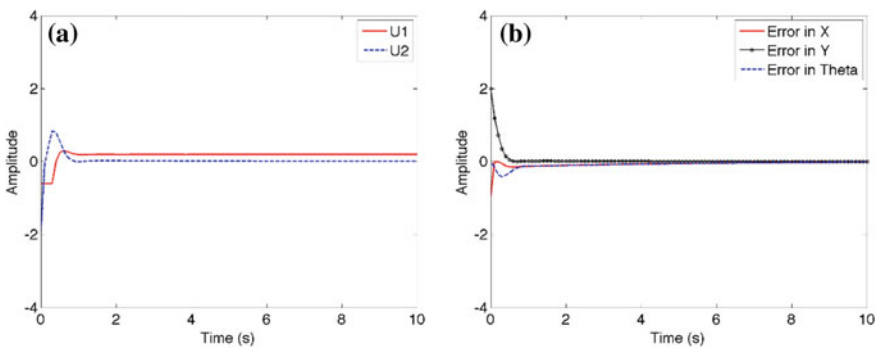 (a)
U1
U2
4
2
0
-2
-4
Amplitude
0 2 4 6 8 10
Time (s)
(b)
Error in X
Error in Y
Error in Theta
4
2
0
-2
-4
Amplitude
0 2 4 6 8 10
Time (s)